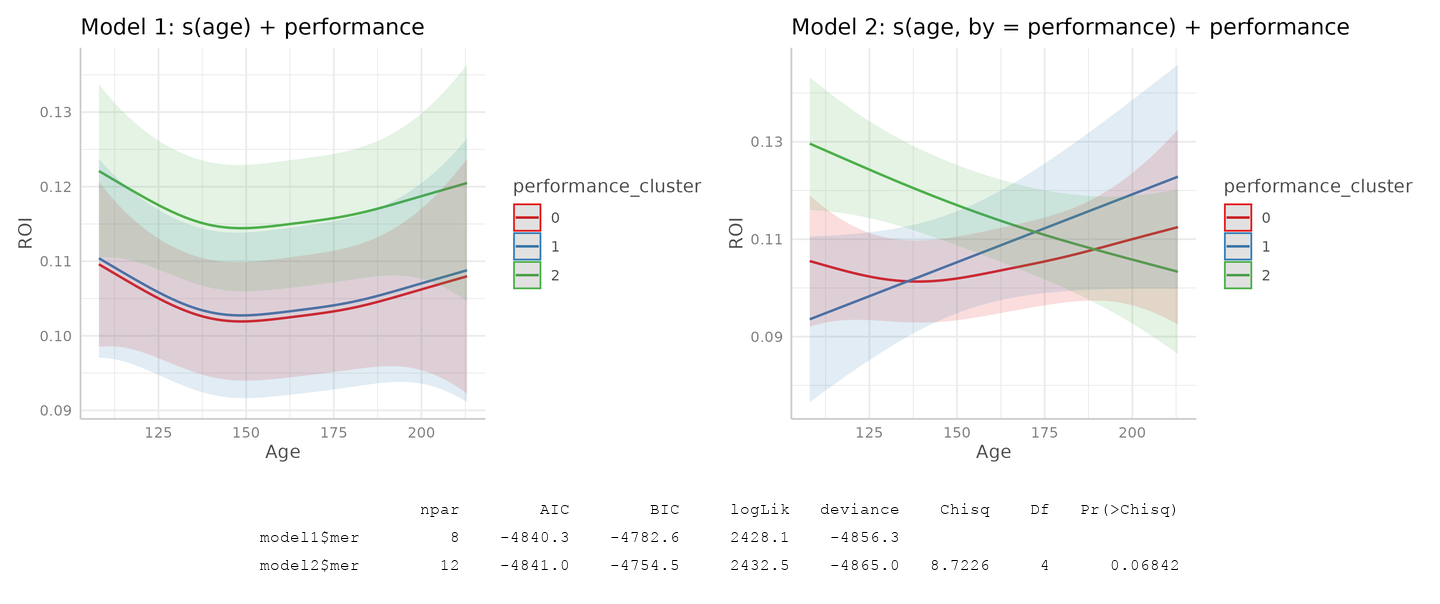 Model 1: s(age) + performance
ROI
0.13
0.12
0.11
0.10
0.09
125 150 175 200
Age
performance_cluster
0
1
2
Model 2: s(age, by = performance) + performance
ROI
0.13
0.11
0.09
125 150 175 200
Age
performance_cluster
0
1
2
npar AIC BIC logLik deviance Chisq Df Pr(>Chisq)
model1$mer 8 -4840.3 -4782.6 2428.1 -4856.3
model2$mer 12 -4841.0 -4754.5 2432.5 -4865.0 8.7226 4 0.06842